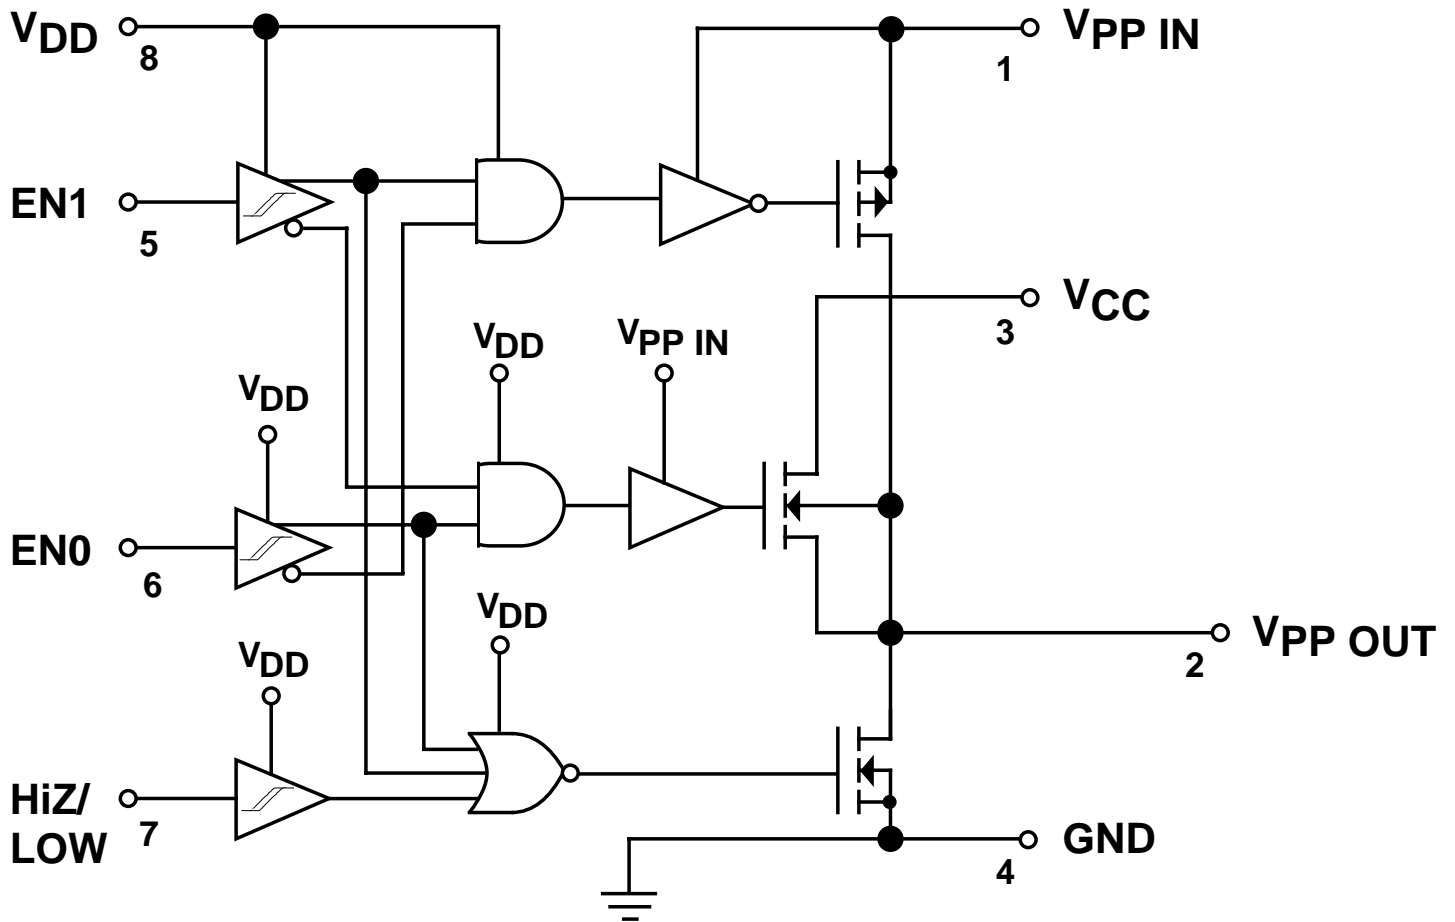 VDD
8
VPP IN
1
EN1
5
VCC
3
VDD
VPP IN
VDD
EN0
6
VDD
VDD
VPP OUT
2
HiZ/
LOW
7
GND
4